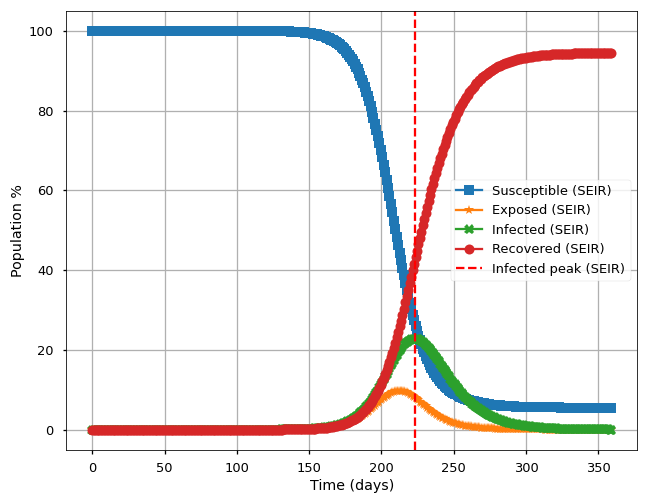 100
80
60
40
20
0
Population %
Susceptible (SEIR)
Exposed (SEIR)
Infected (SEIR)
Recovered (SEIR)
Infected peak (SEIR)
0 50 100 150 200 250 300 350
Time (days)